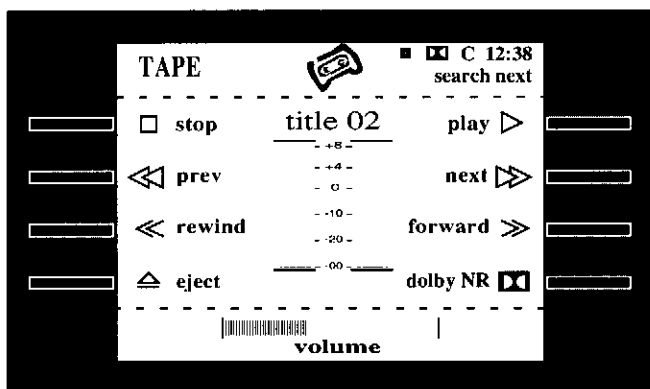 TAPE
C 12:38
search next
title 02
stop
play
prev
next
rewind
forward
eject
dolby NR
- +8 -
- +4 -
- 0 -
- -10 -
- -20 -
-00-
volume